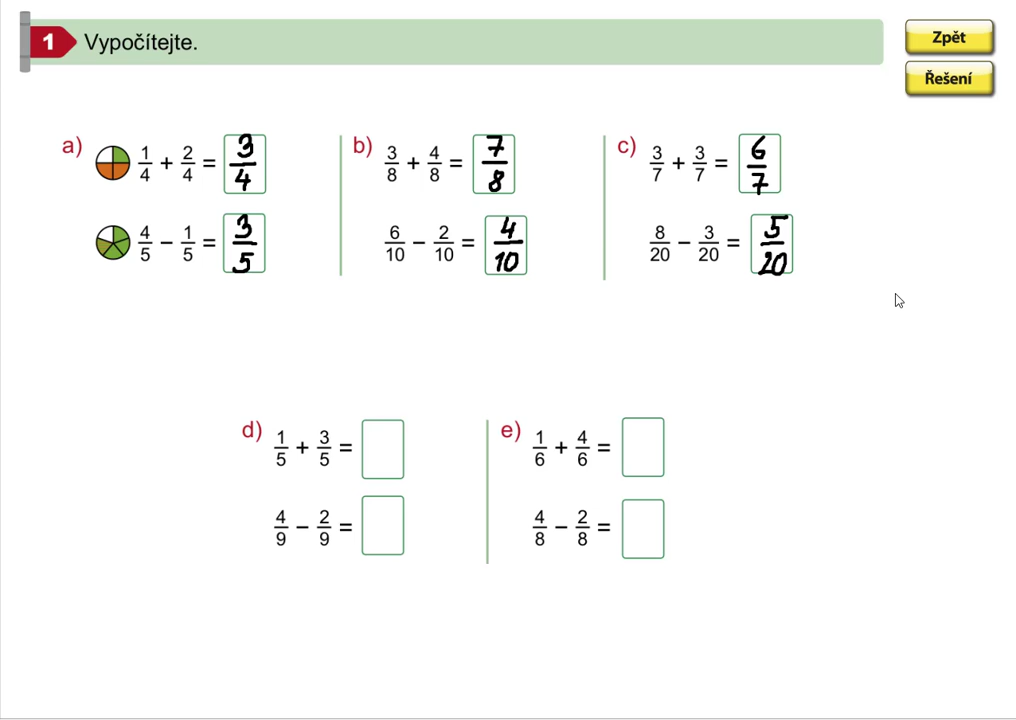 1 Vypočítejte.
Zpět
Řešení
a) 1/4 + 2/4 = 3/4
4/5 − 1/5 = 3/5
b) 3/8 + 4/8 = 7/8
6/10 − 2/10 = 4/10
c) 3/7 + 3/7 = 6/7
8/20 − 3/20 = 5/20
d) 1/5 + 3/5 =
4/9 − 2/9 =
e) 1/6 + 4/6 =
4/8 − 2/8 =